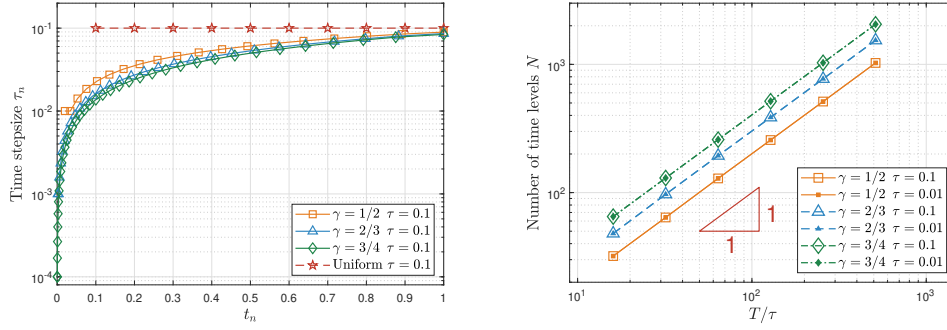 10^0
10^-1
10^-2
10^-3
10^-4
Time stepsize τ_n
γ = 1/2 τ = 0.1
γ = 2/3 τ = 0.1
γ = 3/4 τ = 0.1
Uniform τ = 0.1
0 0.1 0.2 0.3 0.4 0.5 0.6 0.7 0.8 0.9 1
t_n
10^3
10^2
Number of time levels N
1
1
γ = 1/2 τ = 0.1
γ = 1/2 τ = 0.01
γ = 2/3 τ = 0.1
γ = 2/3 τ = 0.01
γ = 3/4 τ = 0.1
γ = 3/4 τ = 0.01
10^1 10^2 10^3
T/τ